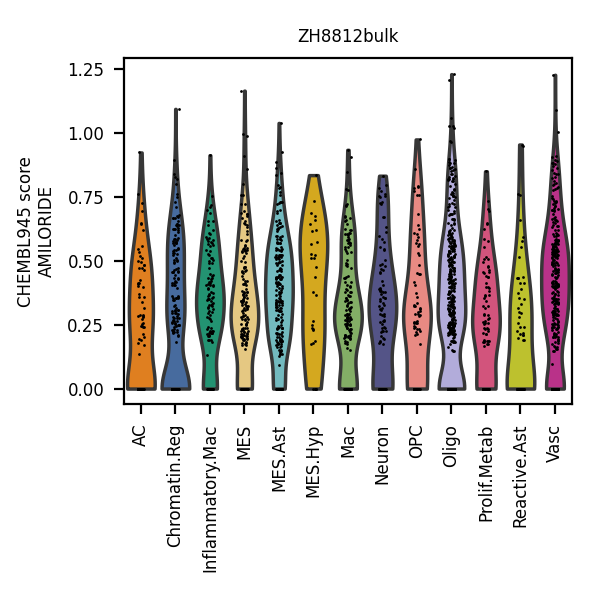 ZH8812bulk
CHEMBL945 score
AMILORIDE
1.25
1.00
0.75
0.50
0.25
0.00
AC
Chromatin.Reg
Inflammatory.Mac
MES
MES.Ast
MES.Hyp
Mac
Neuron
OPC
Oligo
Prolif.Metab
Reactive.Ast
Vasc